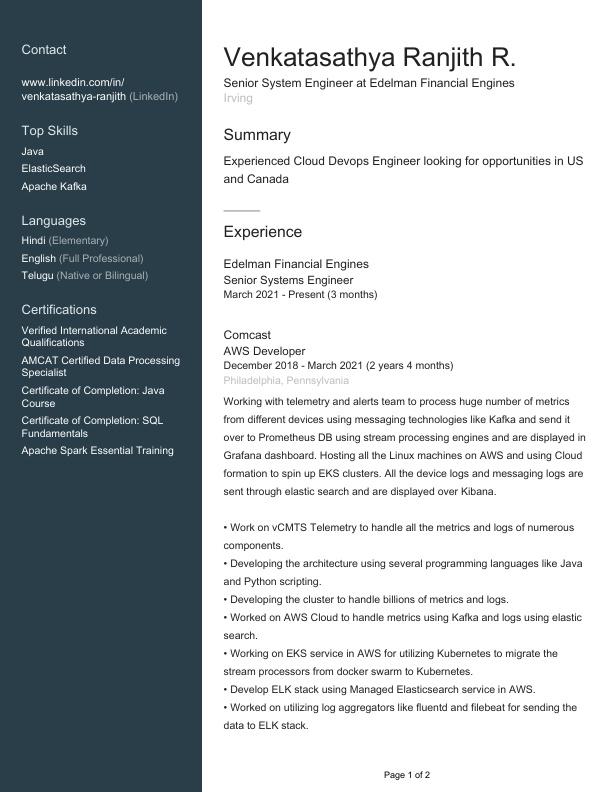 Contact
www.linkedin.com/in/
venkatasathya-ranjith (LinkedIn)
Top Skills
Java
ElasticSearch
Apache Kafka
Languages
Hindi (Elementary)
English (Full Professional)
Telugu (Native or Bilingual)
Certifications
Verified International Academic
Qualifications
AMCAT Certified Data Processing
Specialist
Certificate of Completion: Java
Course
Certificate of Completion: SQL
Fundamentals
Apache Spark Essential Training
Venkatasathya Ranjith R.
Senior System Engineer at Edelman Financial Engines
Irving
Summary
Experienced Cloud Devops Engineer looking for opportunities in US
and Canada
Experience
Edelman Financial Engines
Senior Systems Engineer
March 2021 - Present (3 months)
Comcast
AWS Developer
December 2018 - March 2021 (2 years 4 months)
Philadelphia, Pennsylvania
Working with telemetry and alerts team to process huge number of metrics
from different devices using messaging technologies like Kafka and send it
over to Prometheus DB using stream processing engines and are displayed in
Grafana dashboard. Hosting all the Linux machines on AWS and using Cloud
formation to spin up EKS clusters. All the device logs and messaging logs are
sent through elastic search and are displayed over Kibana.
• Work on vCMTS Telemetry to handle all the metrics and logs of numerous
components.
• Developing the architecture using several programming languages like Java
and Python scripting.
• Developing the cluster to handle billions of metrics and logs.
• Worked on AWS Cloud to handle metrics using Kafka and logs using elastic
search.
• Working on EKS service in AWS for utilizing Kubernetes to migrate the
stream processors from docker swarm to Kubernetes.
• Develop ELK stack using Managed Elasticsearch service in AWS.
• Worked on utilizing log aggregators like fluentd and filebeat for sending the
data to ELK stack.
Page 1 of 2